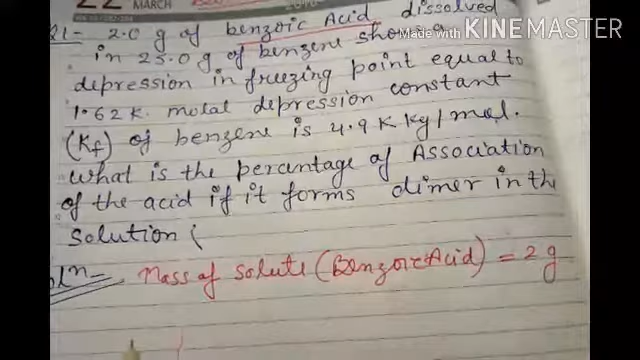 22 MARCH
Made with KINEMASTER
Q1- 2.0 g of benzoic Acid dissolved
in 25.0 g of benzene shows a
depression in freezing point equal to
1.62 K. molal depression constant
(Kf) of benzene is 4.9 K Kg/mol.
What is the percentage of Association
of the acid if it forms dimer in the
solution (
Mass of solute (Benzoic Acid) = 2 g